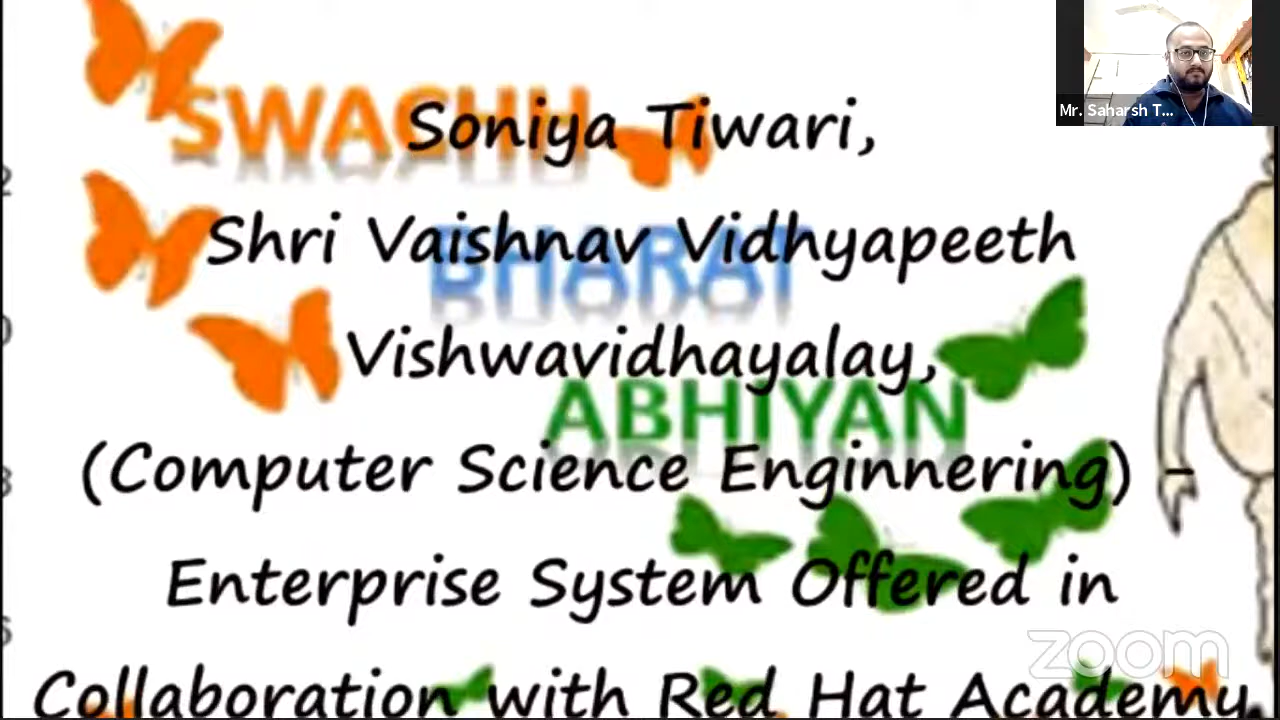 Mr. Saharsh T...
SWACHH
Soniya Tiwari,
Shri Vaishnav Vidhyapeeth
BHARAT
Vishwavidhayalay,
ABHIYAN
(Computer Science Enginnering) -
Enterprise System Offered in
zoom
Collaboration with Red Hat Academy,